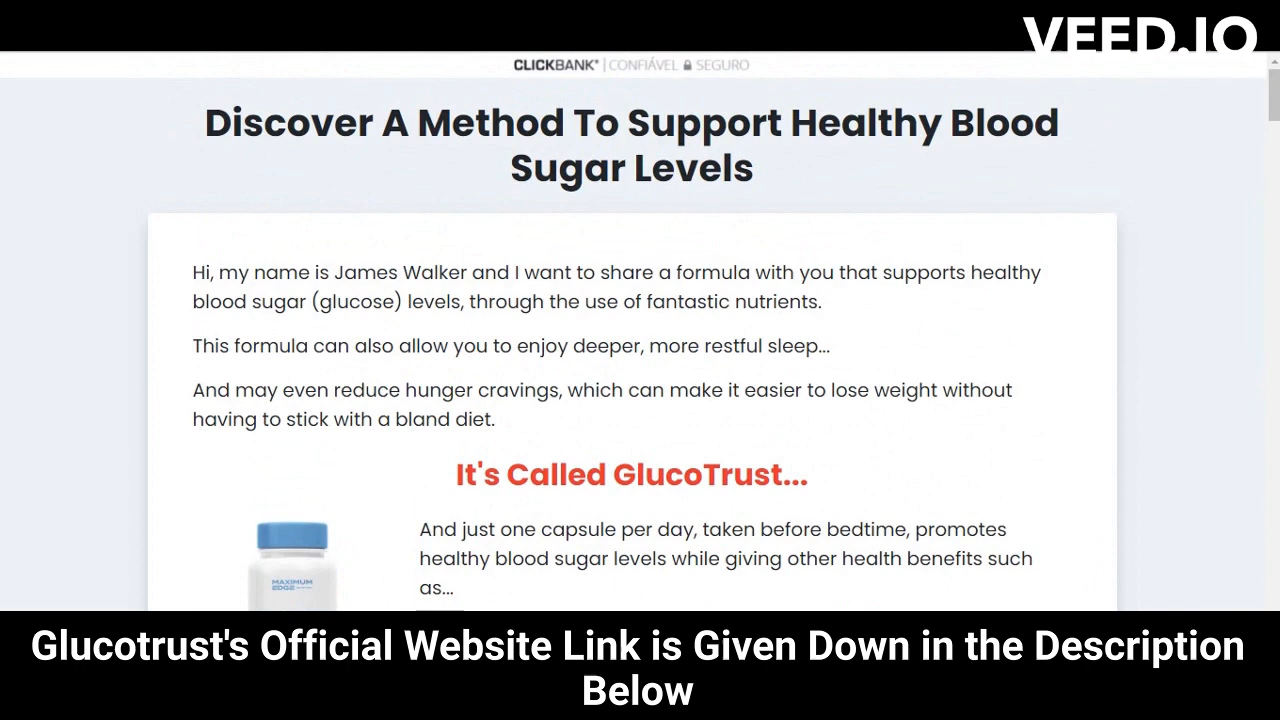 VEED.IO
CLICKBANK® | CONFIÁVEL SEGURO
Discover A Method To Support Healthy Blood
Sugar Levels
Hi, my name is James Walker and I want to share a formula with you that supports healthy
blood sugar (glucose) levels, through the use of fantastic nutrients.
This formula can also allow you to enjoy deeper, more restful sleep...
And may even reduce hunger cravings, which can make it easier to lose weight without
having to stick with a bland diet.
It's Called GlucoTrust...
And just one capsule per day, taken before bedtime, promotes
healthy blood sugar levels while giving other health benefits such
as...
MAXIMUM
EDGE
Glucotrust's Official Website Link is Given Down in the Description
Below